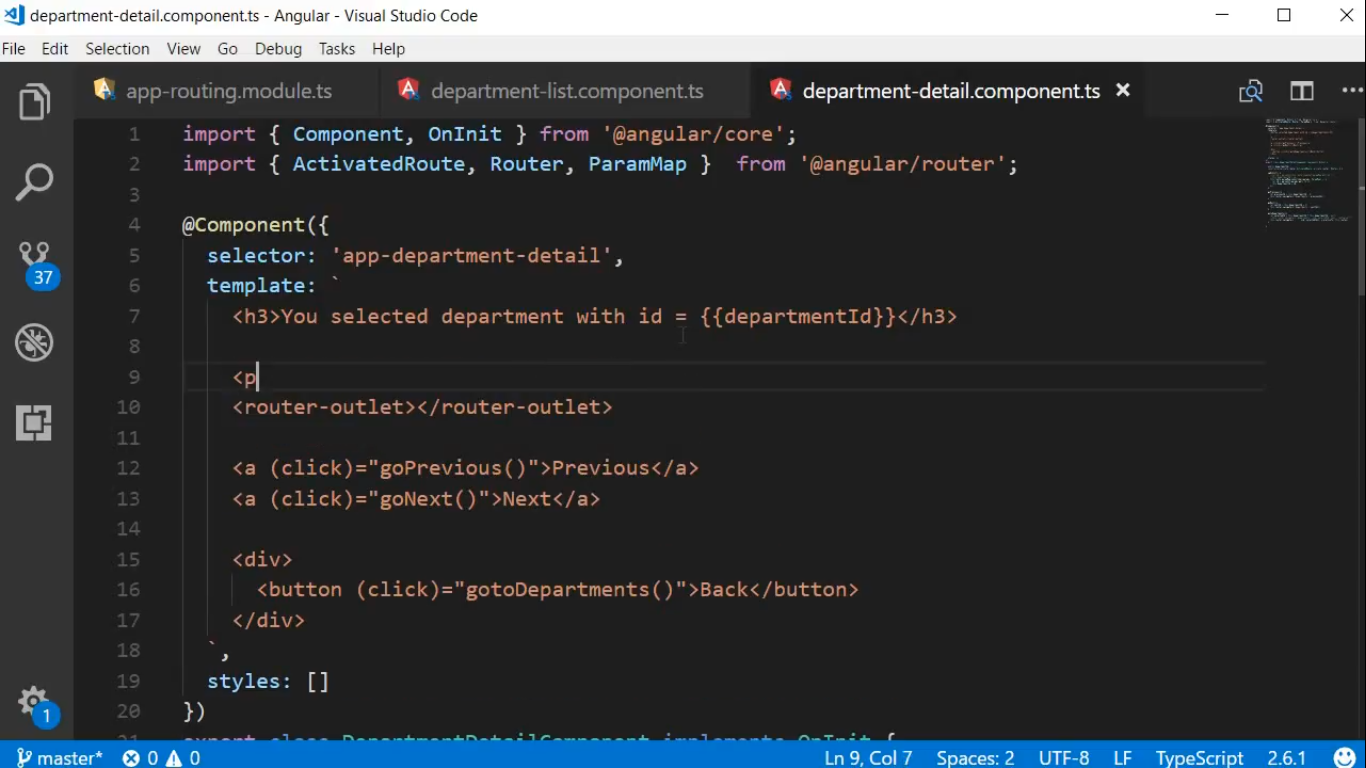 department-detail.component.ts - Angular - Visual Studio Code
File Edit Selection View Go Debug Tasks Help
app-routing.module.ts department-list.component.ts department-detail.component.ts
1 import { Component, OnInit } from '@angular/core';
2 import { ActivatedRoute, Router, ParamMap }  from '@angular/router';
3
4 @Component({
5   selector: 'app-department-detail',
6   template: `
7     <h3>You selected department with id = {{departmentId}}</h3>
8
9     <p
10     <router-outlet></router-outlet>
11
12     <a (click)="goPrevious()">Previous</a>
13     <a (click)="goNext()">Next</a>
14
15     <div>
16       <button (click)="gotoDepartments()">Back</button>
17     </div>
18   `,
19   styles: []
20 })
21 export class DepartmentDetailComponent implements OnInit {
37
1
master* 0 0 Ln 9, Col 7 Spaces: 2 UTF-8 LF TypeScript 2.6.1